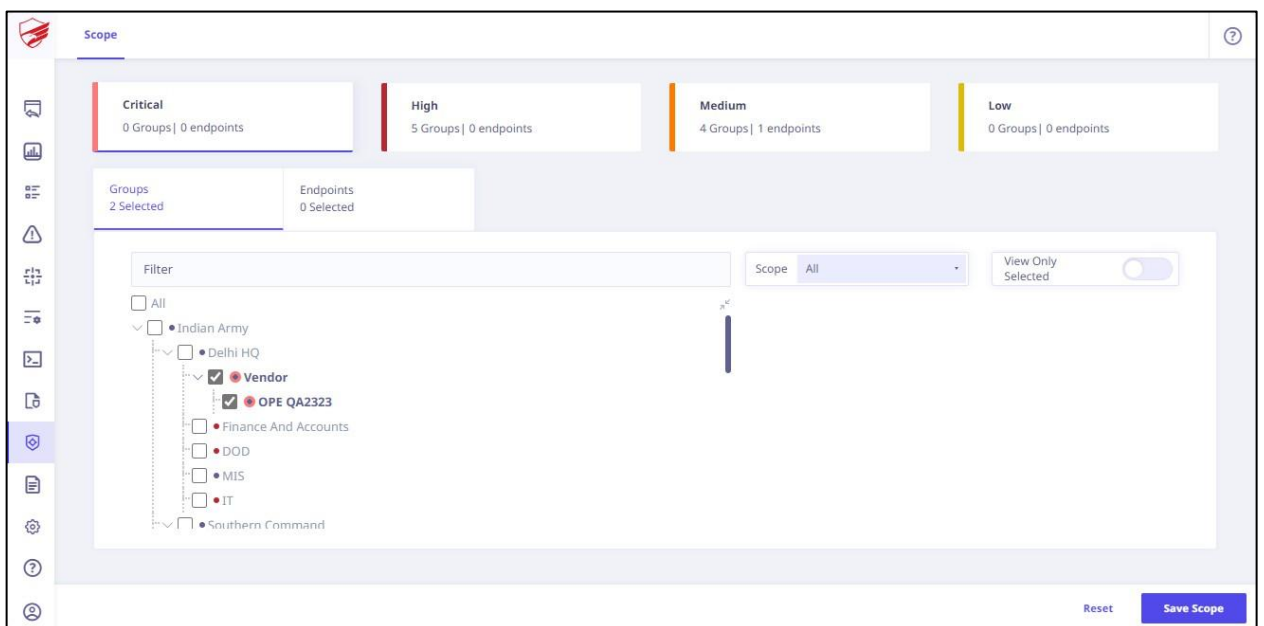 Scope
Critical
0 Groups| 0 endpoints
High
5 Groups| 0 endpoints
Medium
4 Groups| 1 endpoints
Low
0 Groups| 0 endpoints
Groups
2 Selected
Endpoints
0 Selected
Filter
Scope All
View Only
Selected
All
Indian Army
Delhi HQ
Vendor
OPE QA2323
Finance And Accounts
DOD
MIS
IT
Southern Command
Reset
Save Scope